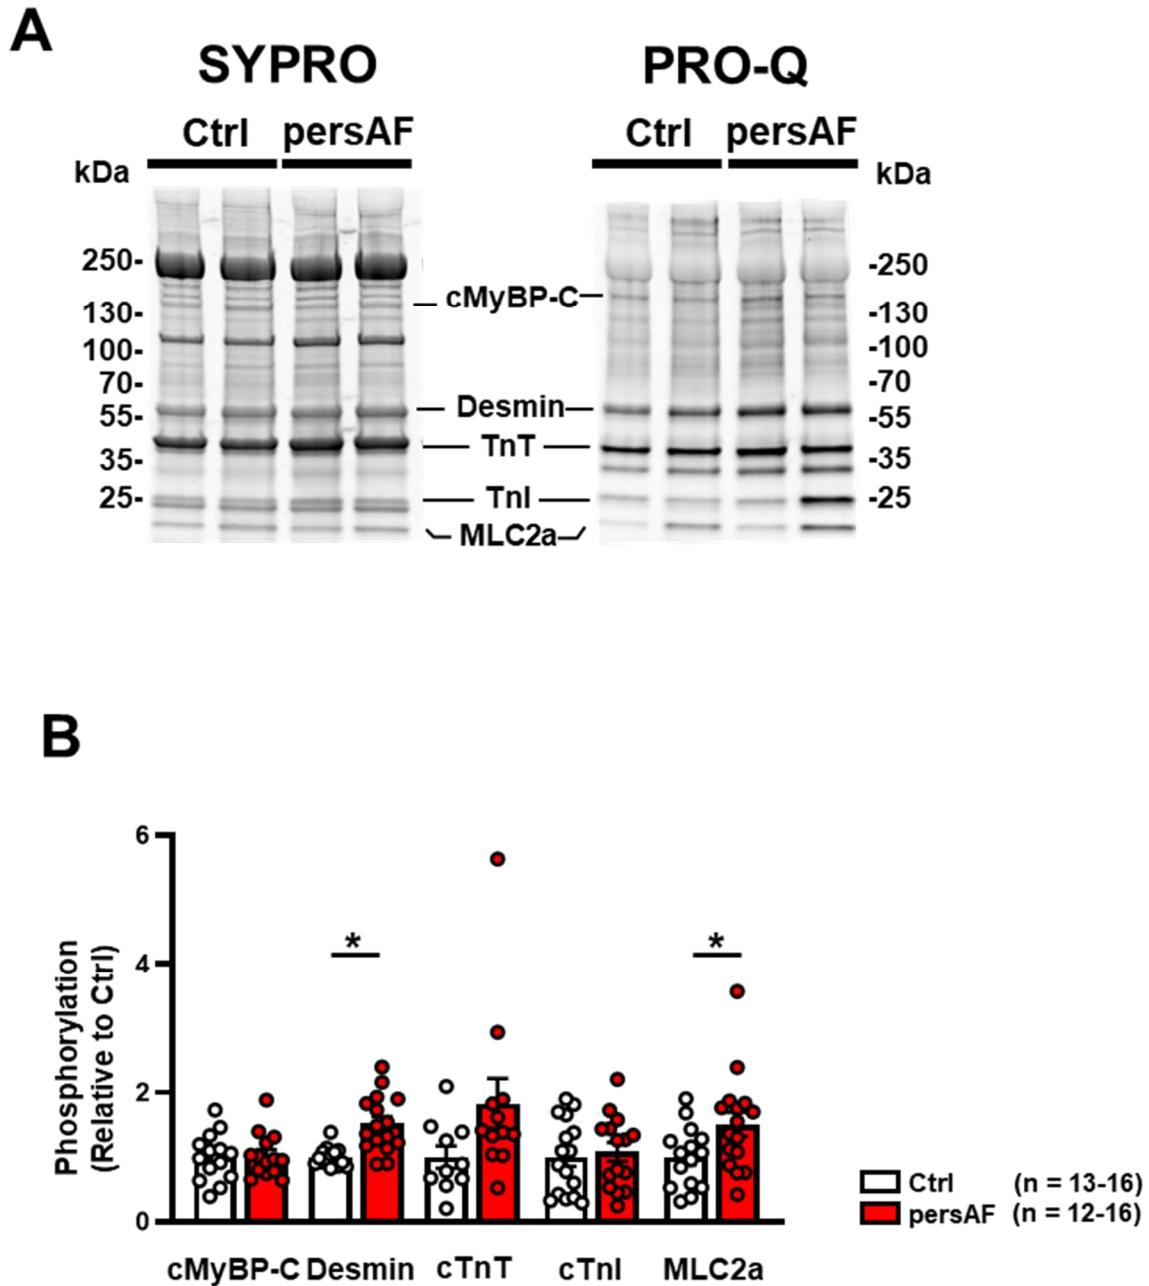 A
SYPRO
PRO-Q
Ctrl persAF
Ctrl persAF
kDa
kDa
250-
-250
cMyBP-C
130-
-130
100-
-100
70-
-70
Desmin
55-
-55
TnT
35-
-35
25-
TnI
-25
MLC2a
B
6
4
2
0
Phosphorylation
(Relative to Ctrl)
*
*
cMyBP-C Desmin cTnT cTnI MLC2a
Ctrl (n = 13-16)
persAF (n = 12-16)